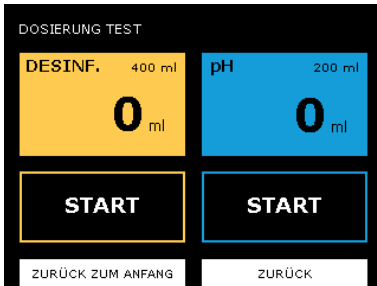 DOSIERUNG TEST
DESINF. 400 ml
0 ml
pH 200 ml
0 ml
START
START
ZURÜCK ZUM ANFANG
ZURÜCK